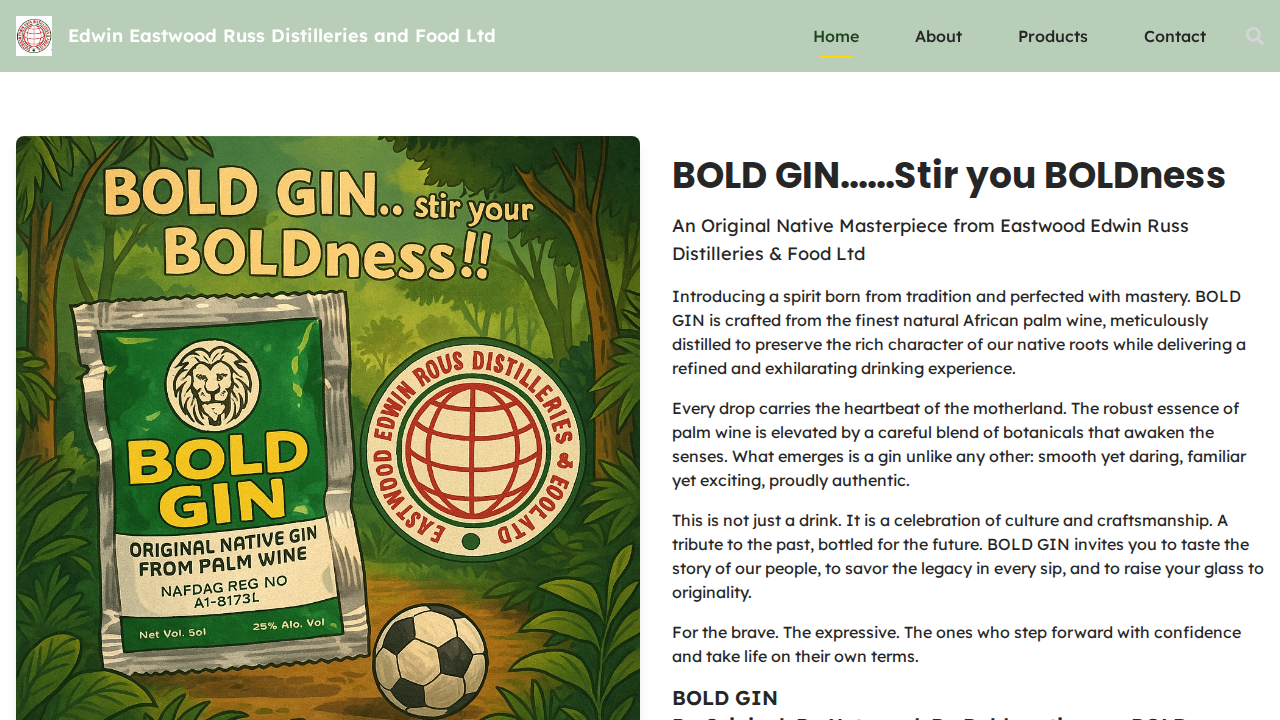 Edwin Eastwood Russ Distilleries and Food Ltd
Home
About
Products
Contact
BOLD GIN.. stir your
BOLDness!!
BOLD
GIN
ORIGINAL NATIVE GIN
FROM PALM WINE
NAFDAG REG NO
A1-8173L
Net Vol. 5ol
25% Alo. Vol
EASTWOOD EDWIN ROUS DISTILLERIES & EOOLATD
BOLD GIN......Stir you BOLDness
An Original Native Masterpiece from Eastwood Edwin Russ
Distilleries & Food Ltd
Introducing a spirit born from tradition and perfected with mastery. BOLD
GIN is crafted from the finest natural African palm wine, meticulously
distilled to preserve the rich character of our native roots while delivering a
refined and exhilarating drinking experience.
Every drop carries the heartbeat of the motherland. The robust essence of
palm wine is elevated by a careful blend of botanicals that awaken the
senses. What emerges is a gin unlike any other: smooth yet daring, familiar
yet exciting, proudly authentic.
This is not just a drink. It is a celebration of culture and craftsmanship. A
tribute to the past, bottled for the future. BOLD GIN invites you to taste the
story of our people, to savor the legacy in every sip, and to raise your glass to
originality.
For the brave. The expressive. The ones who step forward with confidence
and take life on their own terms.
BOLD GIN